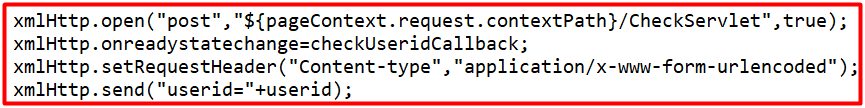 xmlHttp.open("post","${pageContext.request.contextPath}/CheckServlet",true);
xmlHttp.onreadystatechange=checkUseridCallback;
xmlHttp.setRequestHeader("Content-type","application/x-www-form-urlencoded");
xmlHttp.send("userid="+userid);